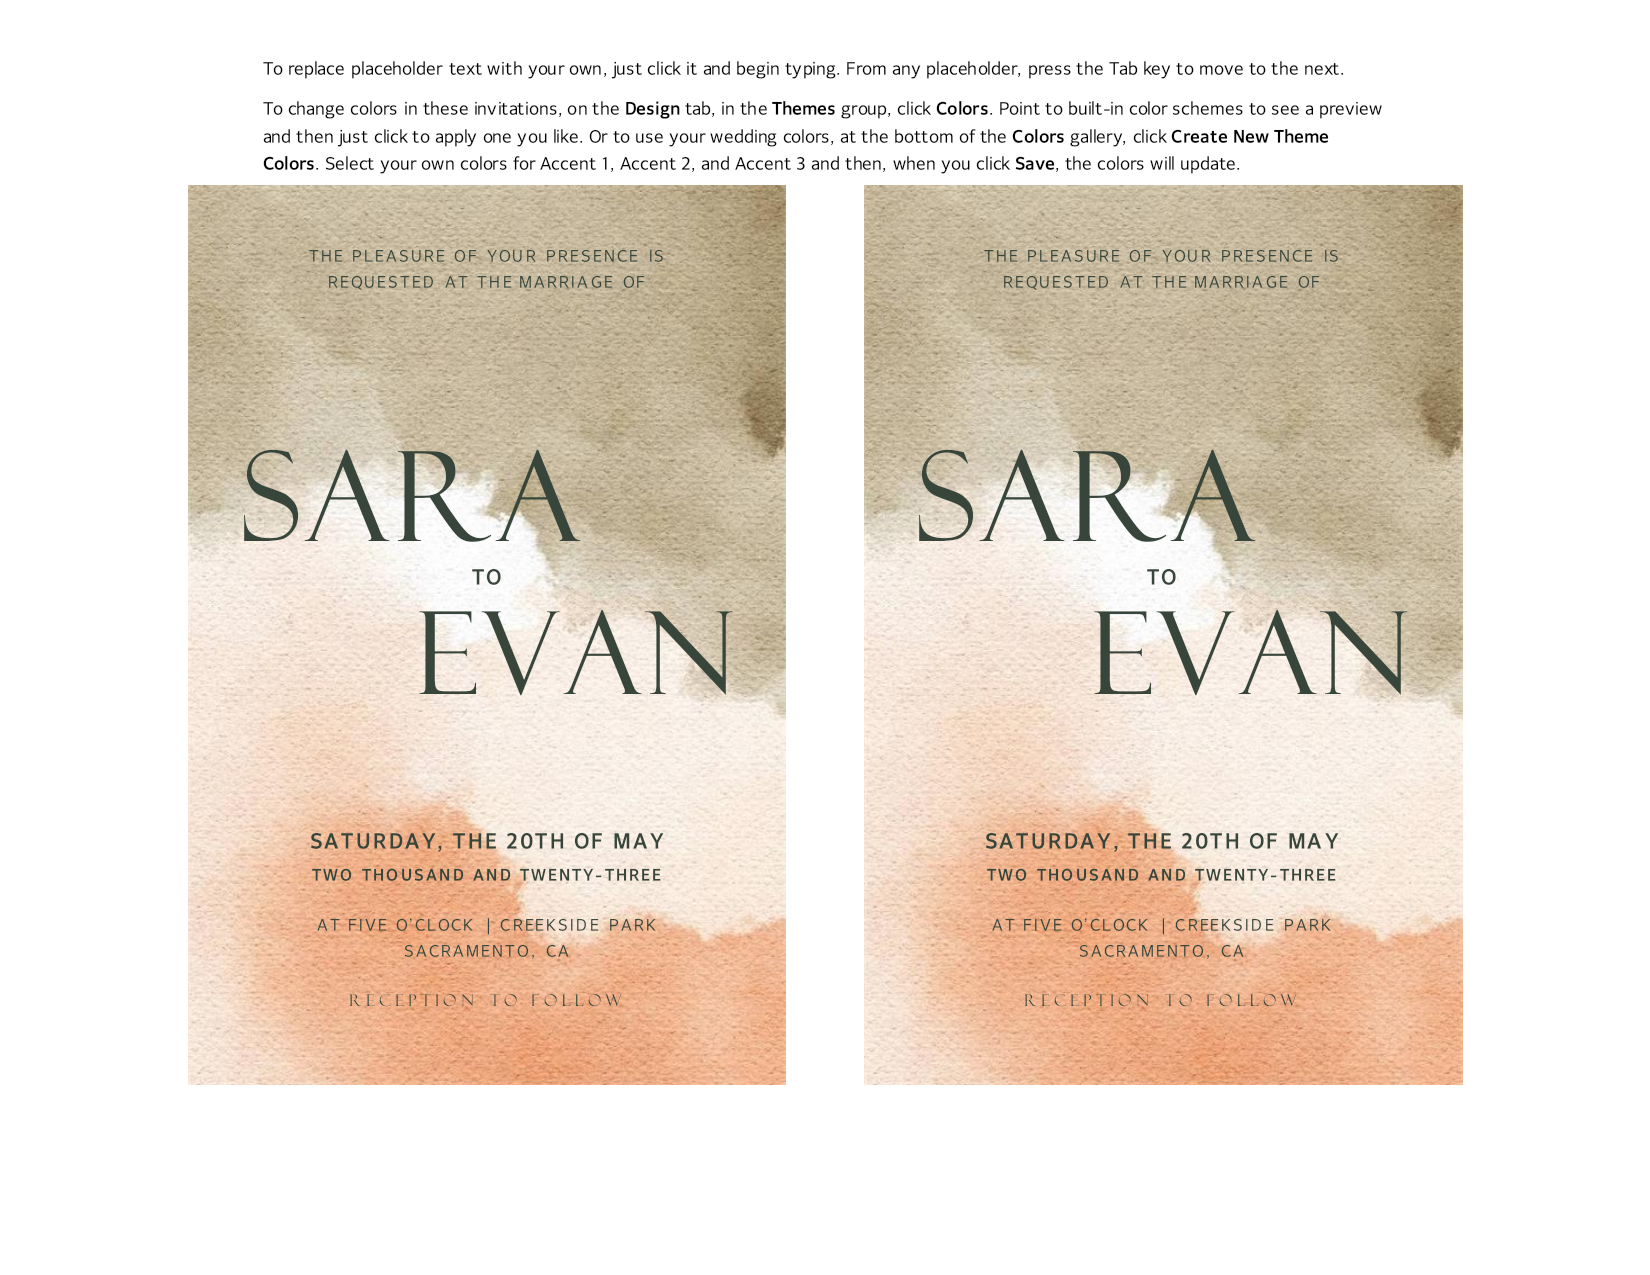 To replace placeholder text with your own, just click it and begin typing. From any placeholder, press the Tab key to move to the next.
To change colors in these invitations, on the Design tab, in the Themes group, click Colors. Point to built-in color schemes to see a preview
and then just click to apply one you like. Or to use your wedding colors, at the bottom of the Colors gallery, click Create New Theme
Colors. Select your own colors for Accent 1, Accent 2, and Accent 3 and then, when you click Save, the colors will update.
THE PLEASURE OF YOUR PRESENCE IS
REQUESTED AT THE MARRIAGE OF
SARA
TO
EVAN
SATURDAY, THE 20TH OF MAY
TWO THOUSAND AND TWENTY-THREE
AT FIVE O'CLOCK | CREEKSIDE PARK
SACRAMENTO, CA
RECEPTION TO FOLLOW
THE PLEASURE OF YOUR PRESENCE IS
REQUESTED AT THE MARRIAGE OF
SARA
TO
EVAN
SATURDAY, THE 20TH OF MAY
TWO THOUSAND AND TWENTY-THREE
AT FIVE O'CLOCK | CREEKSIDE PARK
SACRAMENTO, CA
RECEPTION TO FOLLOW